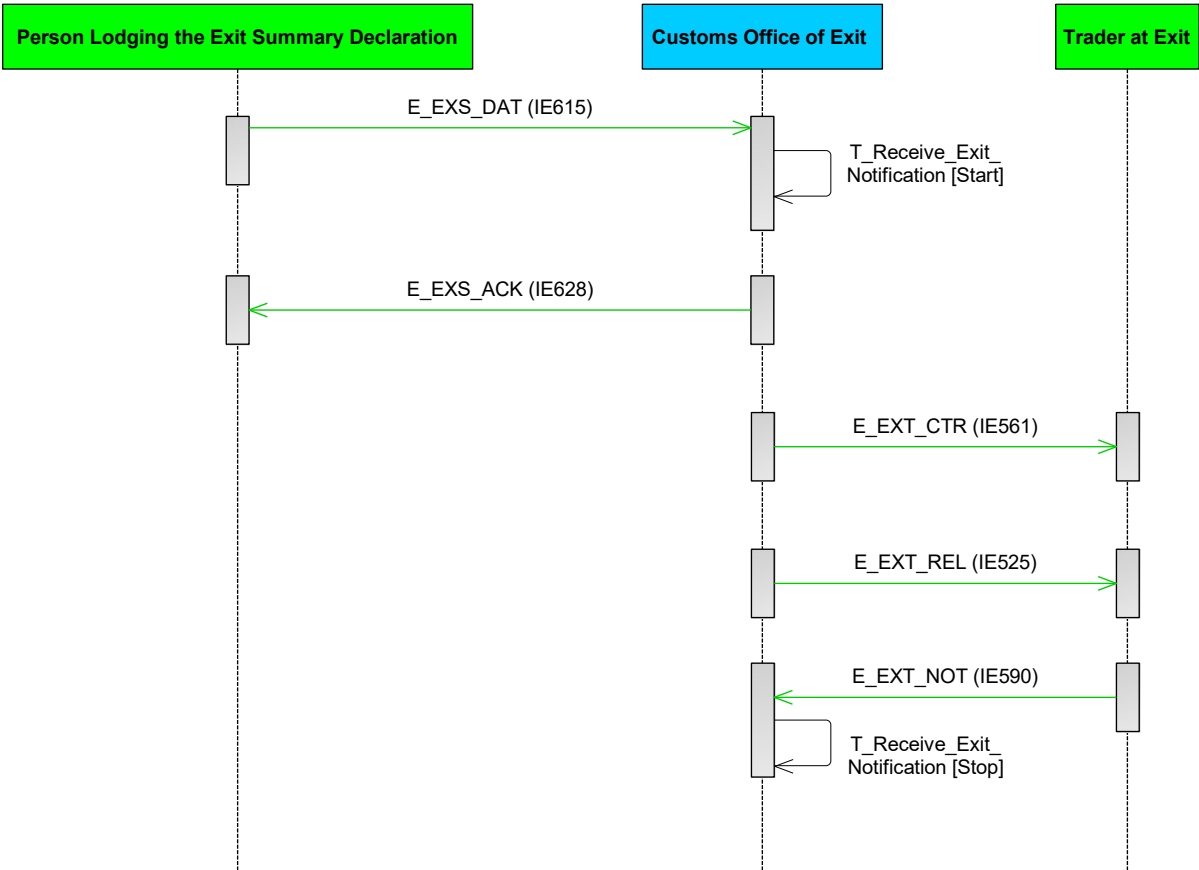 Person Lodging the Exit Summary Declaration
Customs Office of Exit
Trader at Exit
E_EXS_DAT (IE615)
T_Receive_Exit_
Notification [Start]
E_EXS_ACK (IE628)
E_EXT_CTR (IE561)
E_EXT_REL (IE525)
E_EXT_NOT (IE590)
T_Receive_Exit_
Notification [Stop]